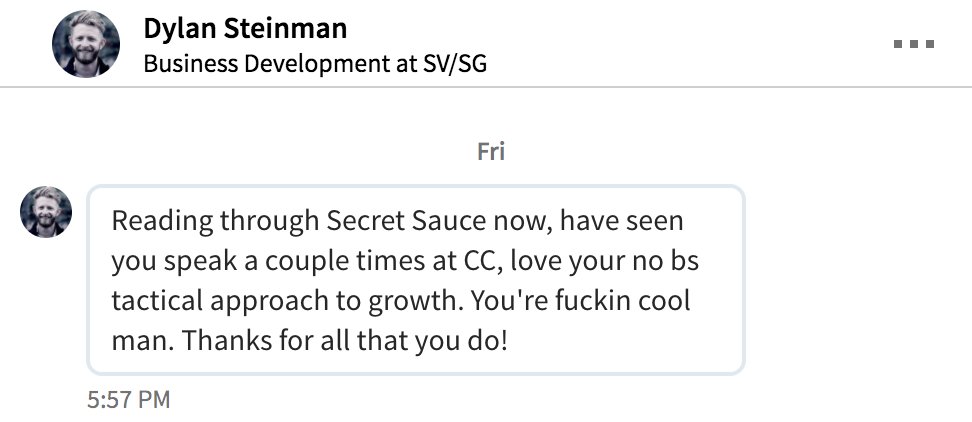 Dylan Steinman
Business Development at SV/SG
Fri
Reading through Secret Sauce now, have seen
you speak a couple times at CC, love your no bs
tactical approach to growth. You're fuckin cool
man. Thanks for all that you do!
5:57 PM